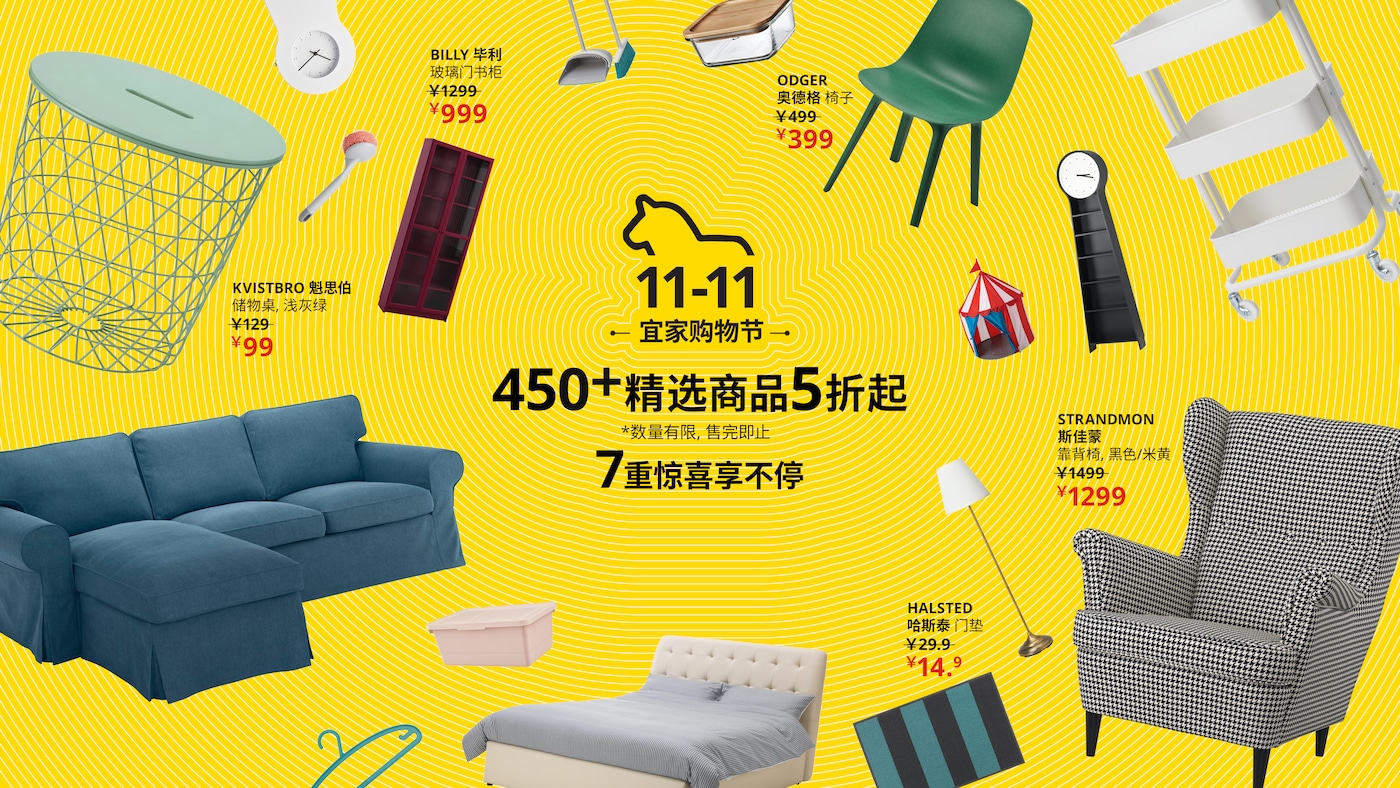 BILLY 毕利
玻璃门书柜
¥1299
¥999
ODGER
奥德格 椅子
¥499
¥399
KVISTBRO 魁思伯
储物桌, 浅灰绿
¥129
¥99
11-11
宜家购物节
450+精选商品5折起
*数量有限, 售完即止
7重惊喜享不停
STRANDMON
斯佳蒙
靠背椅, 黑色/米黄
¥1499
¥1299
HALSTED
哈斯泰 门垫
¥29.9
¥14.9